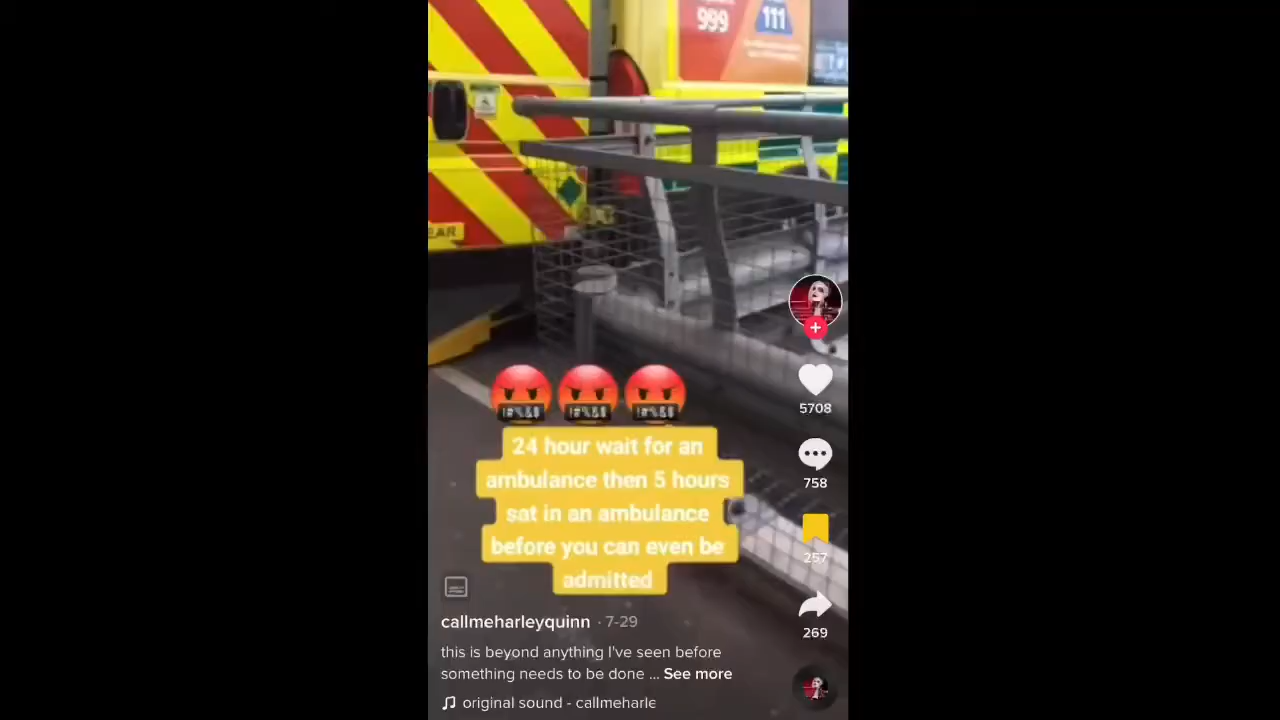 999
111
EAR
24 hour wait for an
ambulance then 5 hours
sat in an ambulance
before you can even be
admitted
5708
758
257
269
callmeharleyquinn · 7-29
this is beyond anything I've seen before
something needs to be done ... See more
original sound - callmeharle